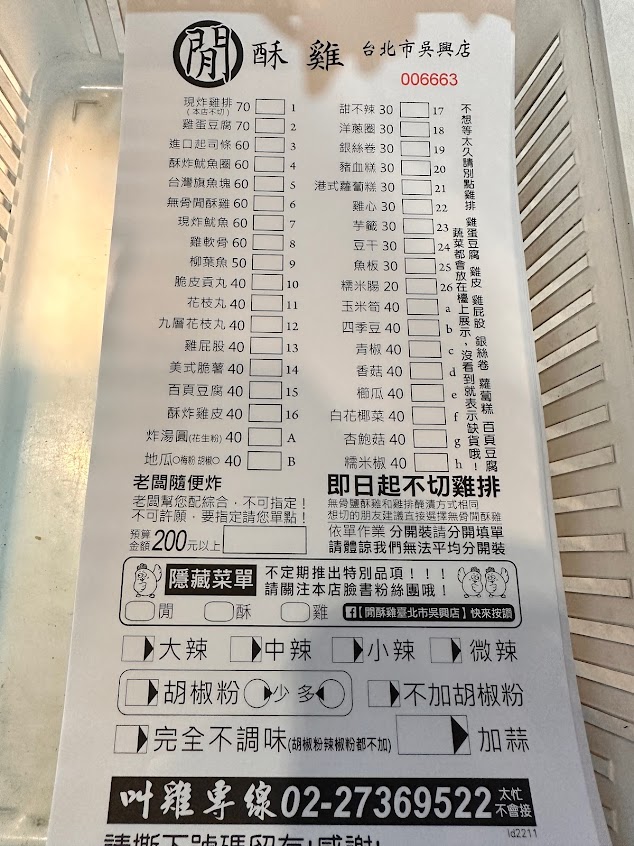 閒 酥 雞 台北市吳興店
006663
現炸雞排 70 1
(本店不切)
雞蛋豆腐 70 2
進口起司條 60 3
酥炸魷魚圈 60 4
台灣旗魚塊 60 5
無骨閒酥雞 60 6
現炸魷魚 60 7
雞軟骨 60 8
柳葉魚 50 9
脆皮貢丸 40 10
花枝丸 40 11
九層花枝丸 40 12
雞屁股 40 13
美式脆薯 40 14
百頁豆腐 40 15
酥炸雞皮 40 16
炸湯圓(花生粉) 40 A
地瓜○梅粉 胡椒○ 40 B
甜不辣 30 17
洋蔥圈 30 18
銀絲卷 30 19
豬血糕 30 20
港式蘿蔔糕 30 21
雞心 30 22
芋籤 30 23
豆干 30 24
魚板 30 25
糯米腸 20 26
玉米筍 40 a
四季豆 40 b
青椒 40 c
香菇 40 d
櫛瓜 40 e
白花椰菜 40 f
杏鮑菇 40 g
糯米椒 40 h
不想等太久請別點雞排 雞蛋豆腐 雞皮 雞屁股 銀絲卷 蘿蔔糕 百頁豆腐
蔬菜都會放在檯上展示,沒看到就表示缺貨哦!
老闆隨便炸
老闆幫您配綜合,不可指定!
不可許願,要指定請您單點!
預算金額 200元以上
即日起不切雞排
無骨鹽酥雞和雞排醃漬方式相同
想切的朋友建議直接選擇無骨閒酥雞
依單作業 分開裝請分開填單
請體諒我們無法平均分開裝
隱藏菜單 不定期推出特別品項!!!
請關注本店臉書粉絲團哦!
閒 酥 雞 【閒酥雞臺北市吳興店】快來按讚
大辣 中辣 小辣 微辣
胡椒粉 少 多 不加胡椒粉
完全不調味(胡椒粉辣椒粉都不加) 加蒜
叫雞專線 02-27369522 太忙不會接
ld2211
請撕下號碼留存!感謝!